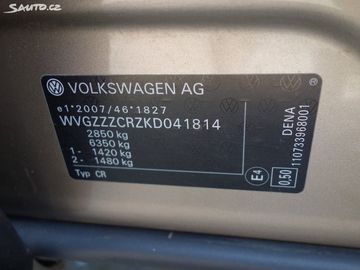 Sauto.cz
VOLKSWAGEN AG
e1*2007/46*1827
WVGZZZCRZKD041814
2850 kg
6350 kg
1- 1420 kg
2- 1480 kg
Typ CR
E4
0,50
DENA
110733968001